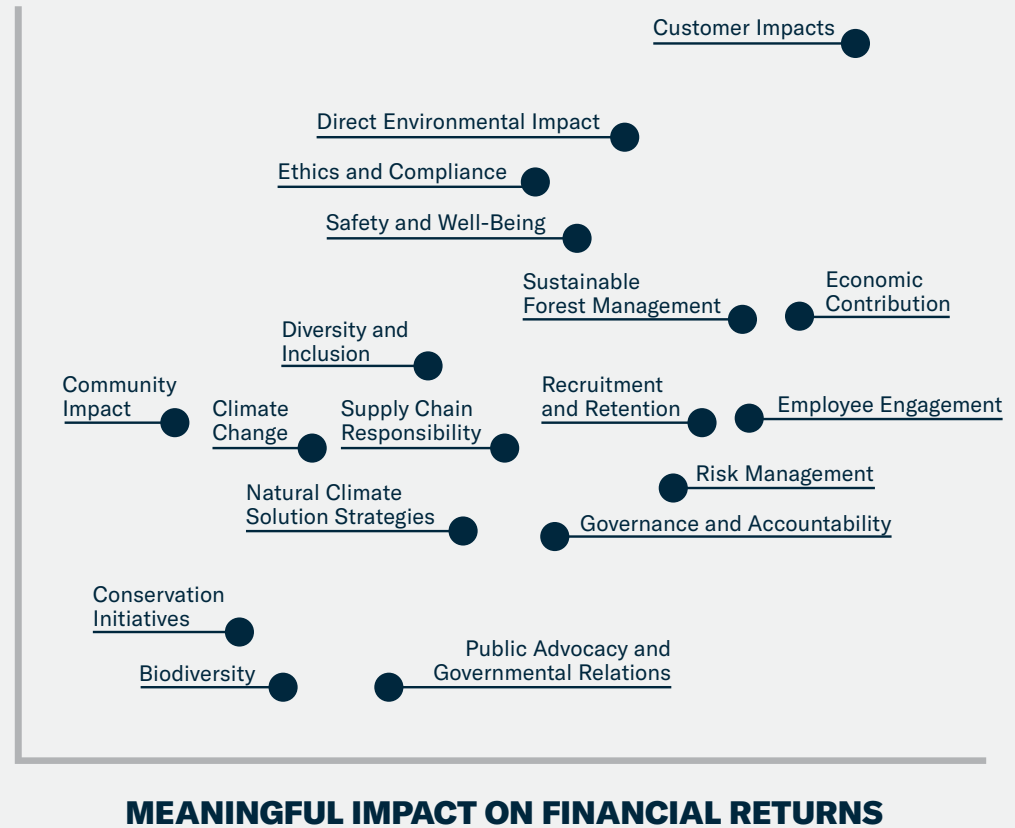 Customer Impacts
Direct Environmental Impact
Ethics and Compliance
Safety and Well-Being
Sustainable
Forest Management
Economic
Contribution
Diversity and
Inclusion
Community
Impact
Climate
Change
Supply Chain
Responsibility
Recruitment
and Retention
Employee Engagement
Risk Management
Natural Climate
Solution Strategies
Governance and Accountability
Conservation
Initiatives
Public Advocacy and
Governmental Relations
Biodiversity
MEANINGFUL IMPACT ON FINANCIAL RETURNS